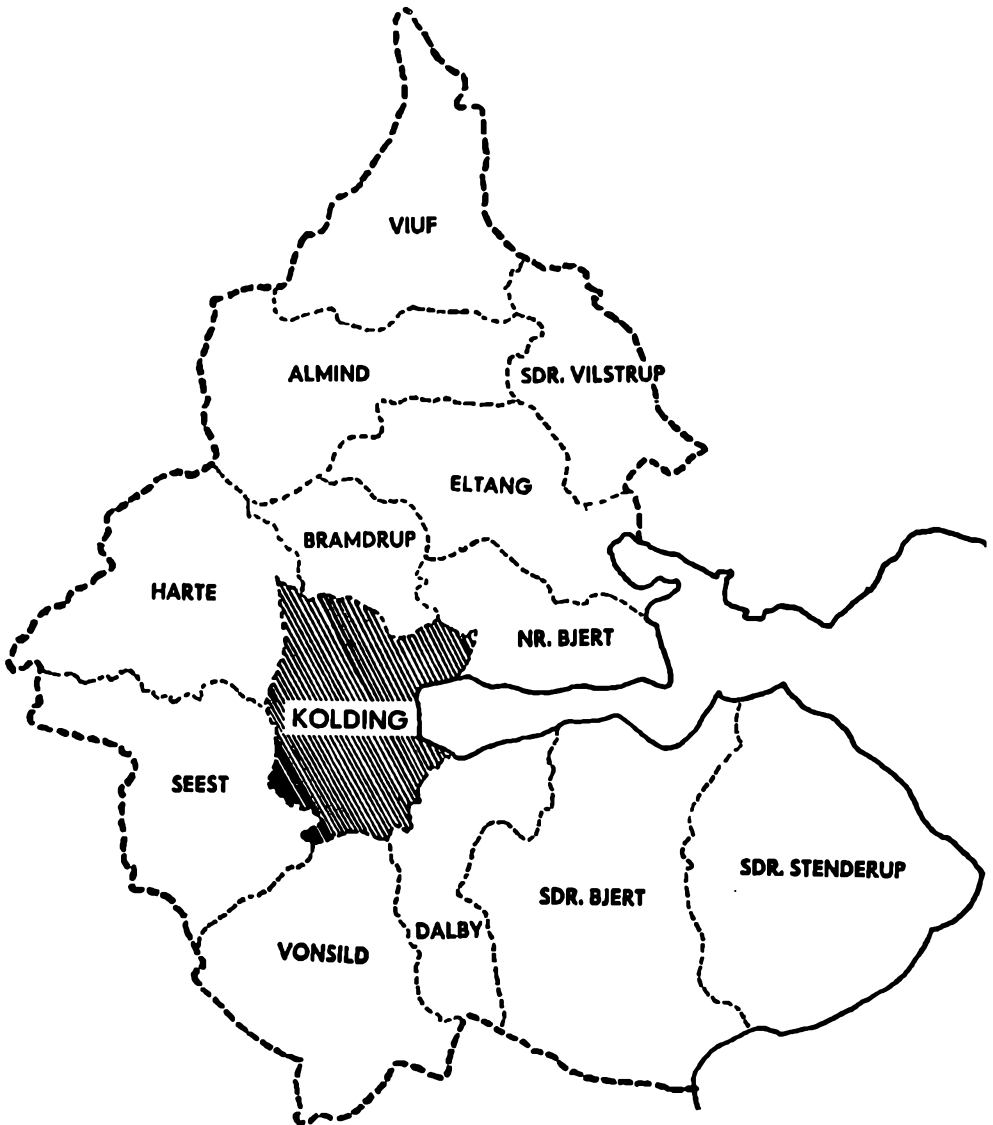 VIUF
ALMIND
SDR. VILSTRUP
ELTANG
BRAMDRUP
HARTE
NR. BJERT
KOLDING
SEEST
SDR. STENDERUP
SDR. BJERT
DALBY
VONSILD